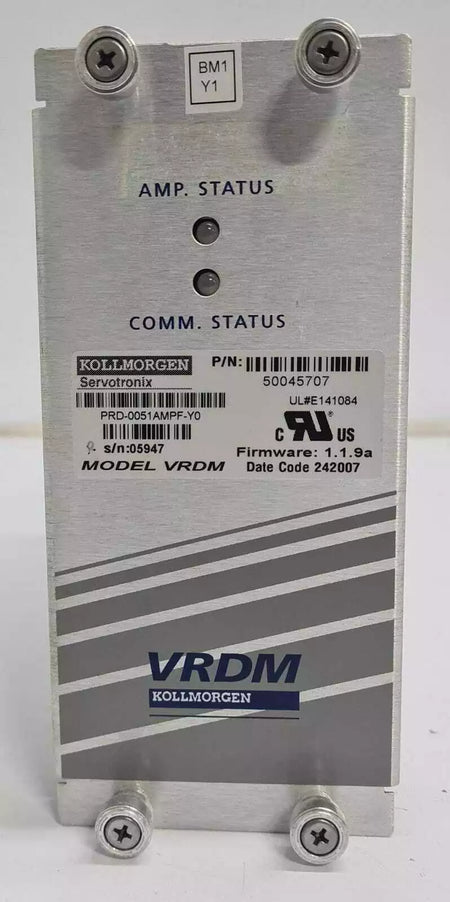 BM1
Y1
AMP. STATUS
COMM. STATUS
KOLLMORGEN
Servotronix
P/N:
50045707
PRD-0051AMPF-Y0
UL#E141084
s/n:05947
C UR US
Firmware: 1.1.9a
MODEL VRDM
Date Code 242007
VRDM
KOLLMORGEN